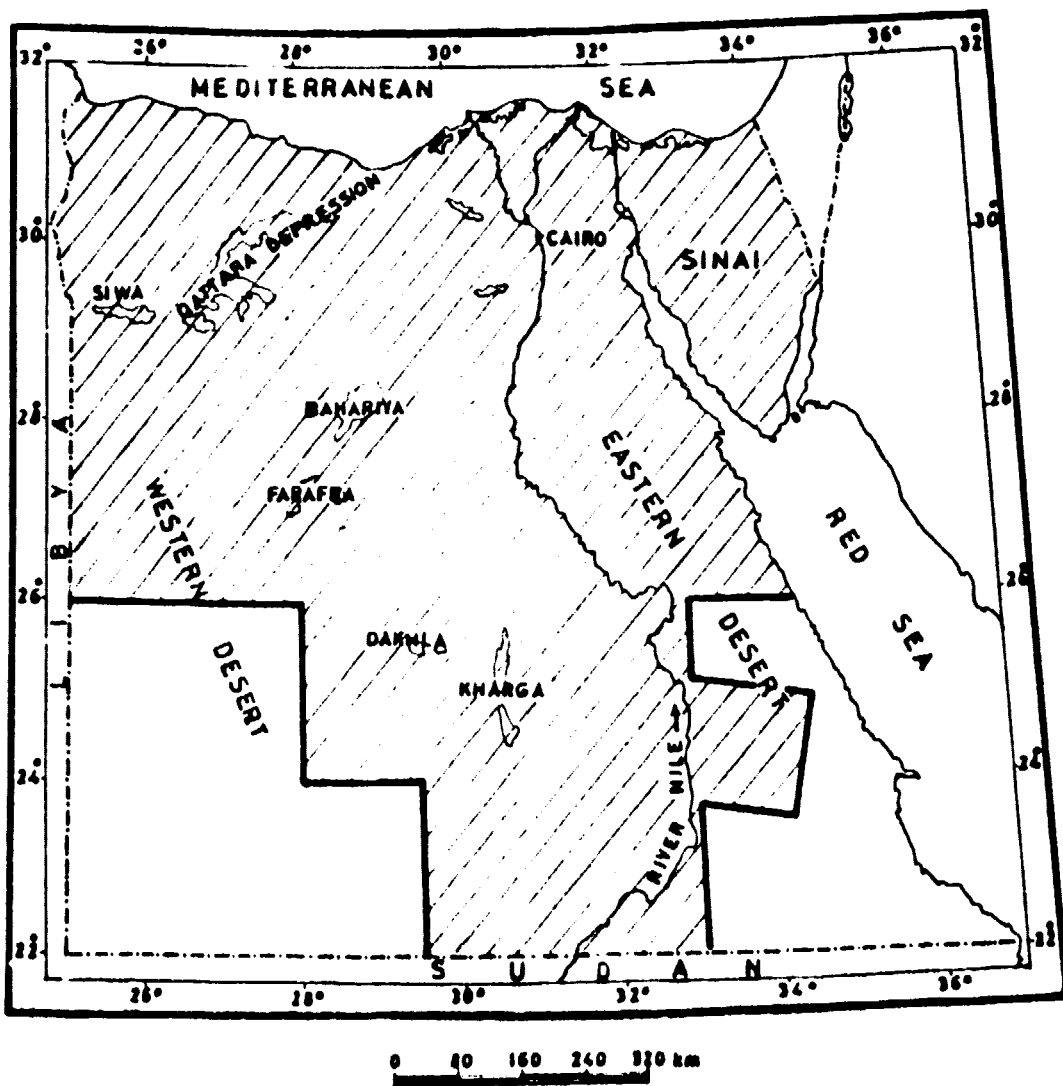 32° 26° 28° 30° 32° 34° 36° 32°
MEDITERRANEAN SEA
30° QATTARA DEPRESSION CAIRO 30°
SIWA SINAI
28° BAHARIYA 28°
FARAFRA
WESTERN DESERT
EASTERN DESERT
RED SEA
LIBYA
26° 26°
DAKHLA
KHARGA
24° 24°
RIVER NILE
22° 22°
SUDAN
26° 28° 30° 32° 34° 36°
0 80 160 240 320 km